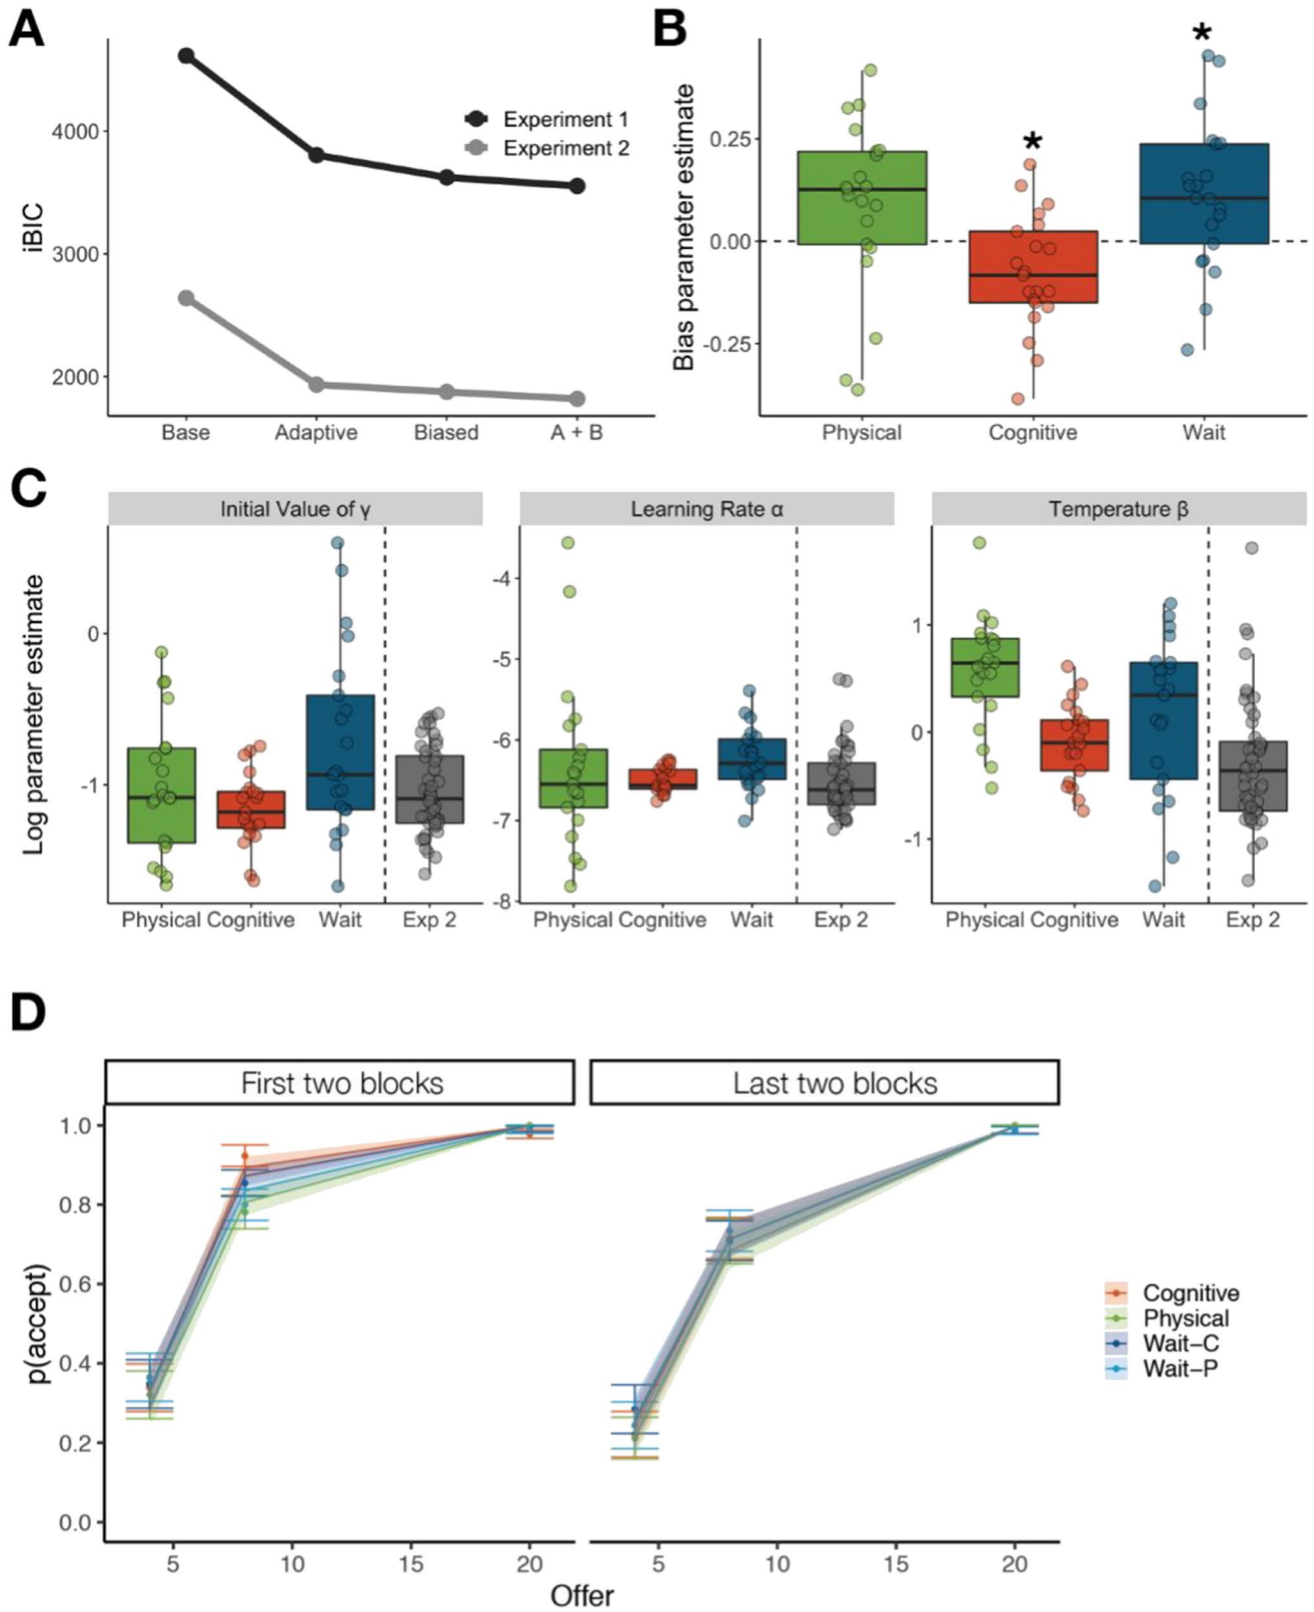 A
iBIC
4000
3000
2000
Experiment 1
Experiment 2
Base Adaptive Biased A + B
B
Bias parameter estimate
*
*
0.25
0.00
-0.25
Physical Cognitive Wait
C
Initial Value of γ Learning Rate α Temperature β
Log parameter estimate
0
-1
-4
-5
-6
-7
-8
1
0
-1
Physical Cognitive Wait Exp 2
Physical Cognitive Wait Exp 2
Physical Cognitive Wait Exp 2
D
First two blocks Last two blocks
p(accept)
1.0
0.8
0.6
0.4
0.2
0.0
5 10 15 20
5 10 15 20
Offer
Cognitive
Physical
Wait–C
Wait–P